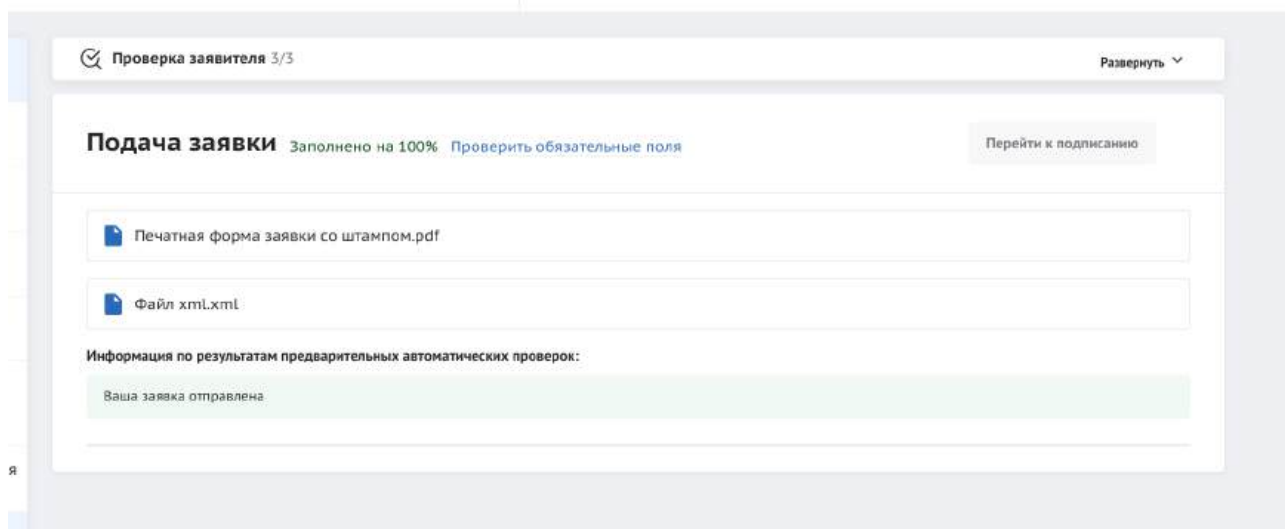 Проверка заявителя 3/3
Развернуть
Подача заявки Заполнено на 100% Проверить обязательные поля
Перейти к подписанию
Печатная форма заявки со штампом.pdf
Файл xml.xml
Информация по результатам предварительных автоматических проверок:
Ваша заявка отправлена
я